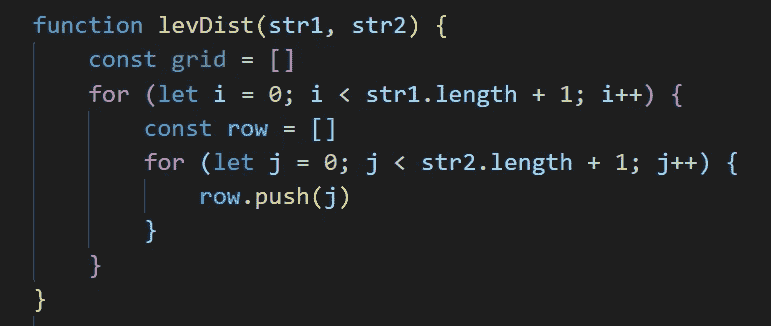 function levDist(str1, str2) {
    const grid = []
    for (let i = 0; i < str1.length + 1; i++) {
        const row = []
        for (let j = 0; j < str2.length + 1; j++) {
            row.push(j)
        }
    }
}